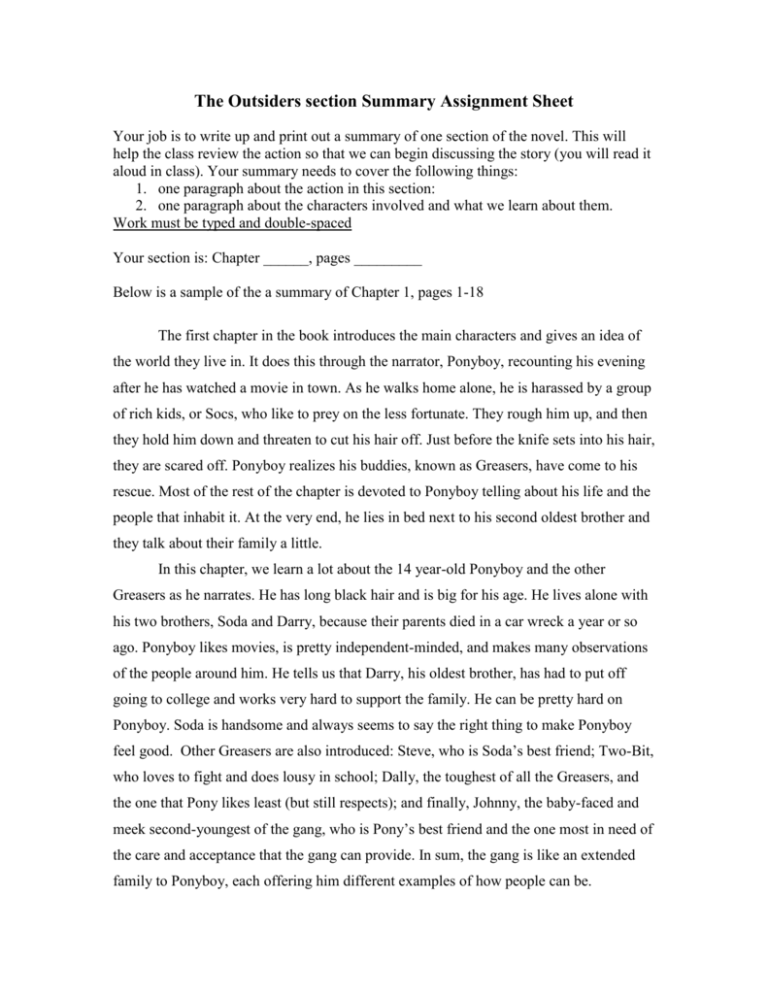 The Outsiders section Summary Assignment Sheet
Your job is to write up and print out a summary of one section of the novel. This will
help the class review the action so that we can begin discussing the story (you will read it
aloud in class). Your summary needs to cover the following things:
1. one paragraph about the action in this section:
2. one paragraph about the characters involved and what we learn about them.
Work must be typed and double-spaced
Your section is: Chapter ______, pages _________
Below is a sample of the a summary of Chapter 1, pages 1-18
The first chapter in the book introduces the main characters and gives an idea of
the world they live in. It does this through the narrator, Ponyboy, recounting his evening
after he has watched a movie in town. As he walks home alone, he is harassed by a group
of rich kids, or Socs, who like to prey on the less fortunate. They rough him up, and then
they hold him down and threaten to cut his hair off. Just before the knife sets into his hair,
they are scared off. Ponyboy realizes his buddies, known as Greasers, have come to his
rescue. Most of the rest of the chapter is devoted to Ponyboy telling about his life and the
people that inhabit it. At the very end, he lies in bed next to his second oldest brother and
they talk about their family a little.
In this chapter, we learn a lot about the 14 year-old Ponyboy and the other
Greasers as he narrates. He has long black hair and is big for his age. He lives alone with
his two brothers, Soda and Darry, because their parents died in a car wreck a year or so
ago. Ponyboy likes movies, is pretty independent-minded, and makes many observations
of the people around him. He tells us that Darry, his oldest brother, has had to put off
going to college and works very hard to support the family. He can be pretty hard on
Ponyboy. Soda is handsome and always seems to say the right thing to make Ponyboy
feel good. Other Greasers are also introduced: Steve, who is Soda’s best friend; Two-Bit,
who loves to fight and does lousy in school; Dally, the toughest of all the Greasers, and
the one that Pony likes least (but still respects); and finally, Johnny, the baby-faced and
meek second-youngest of the gang, who is Pony’s best friend and the one most in need of
the care and acceptance that the gang can provide. In sum, the gang is like an extended
family to Ponyboy, each offering him different examples of how people can be.